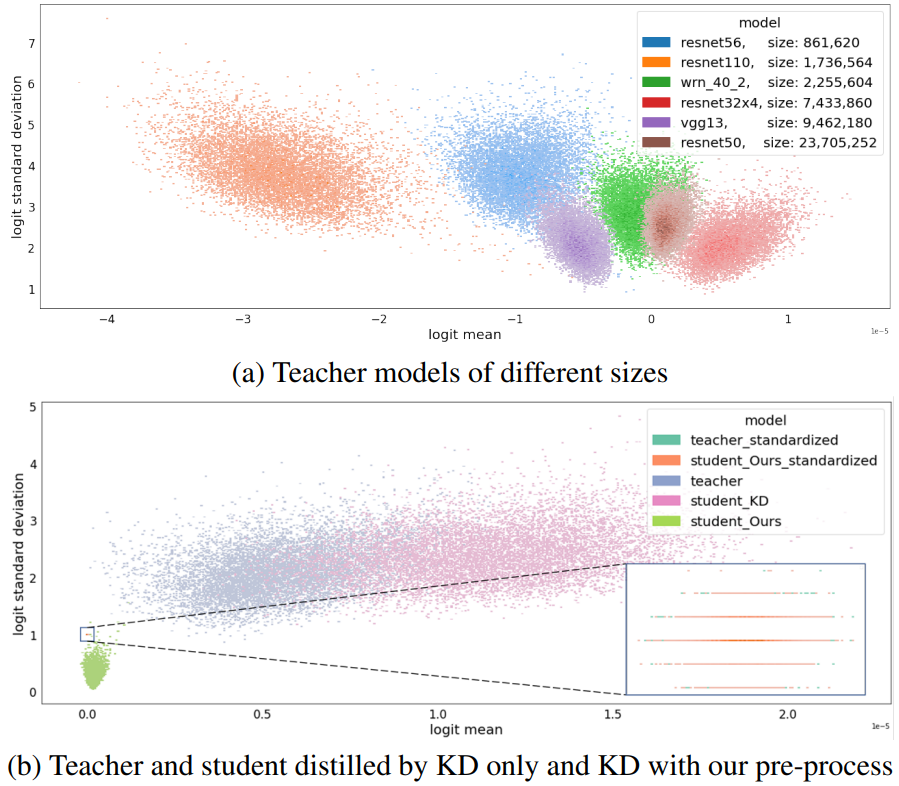 model
resnet56, size: 861,620
resnet110, size: 1,736,564
wrn_40_2, size: 2,255,604
resnet32x4, size: 7,433,860
vgg13, size: 9,462,180
resnet50, size: 23,705,252
logit standard deviation
7
6
5
4
3
2
1
−4 −3 −2 −1 0 1
1e−5
logit mean
(a) Teacher models of different sizes
model
teacher_standardized
student_Ours_standardized
teacher
student_KD
student_Ours
logit standard deviation
5
4
3
2
1
0
0.0 0.5 1.0 1.5 2.0
1e−5
logit mean
(b) Teacher and student distilled by KD only and KD with our pre-process